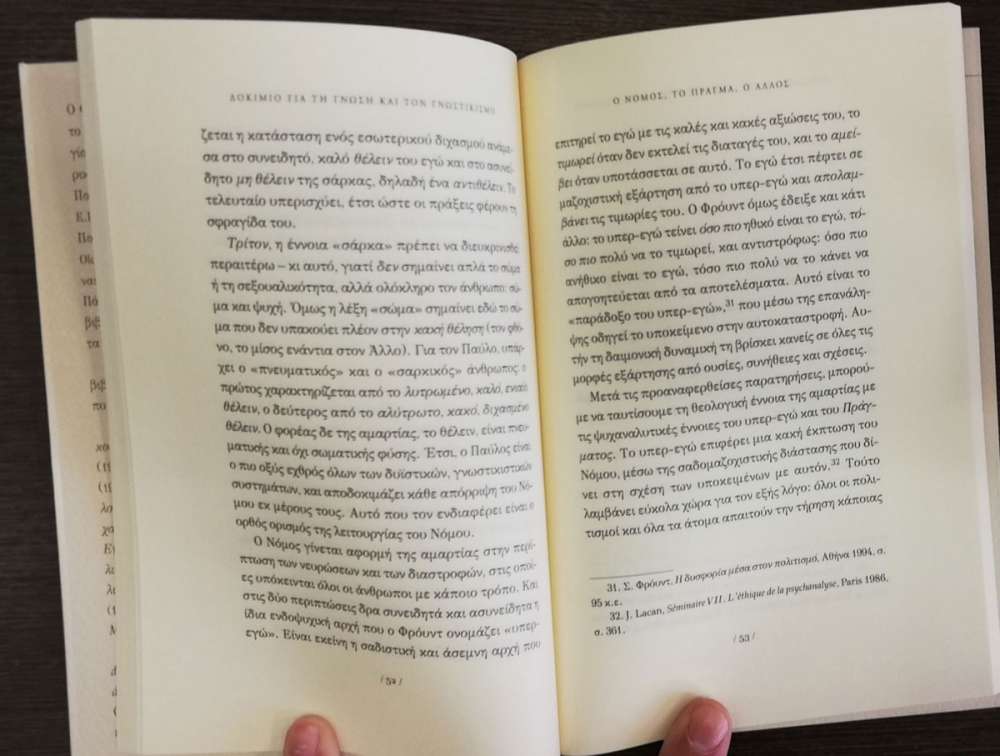 ΔΟΚΙΜΙΟ ΓΙΑ ΤΗ ΓΝΩΣΗ ΚΑΙ ΤΟΝ ΓΝΩΣΤΙΚΙΣΜΟ
ζεται η κατάσταση ενός εσωτερικού διχασμού ανάμε-
σα στο συνειδητό, καλό θέλειν του εγώ και στο ασυνεί-
δητο μη θέλειν της σάρκας, δηλαδή ένα αντιθέλειν. Το
τελευταίο υπερισχύει, έτσι ώστε οι πράξεις φέρουν τη
σφραγίδα του.
Τρίτον, η έννοια «σάρκα» πρέπει να διευκρινισθεί
περαιτέρω – κι αυτό, γιατί δεν σημαίνει απλά το σώμα
ή τη σεξουαλικότητα, αλλά ολόκληρο τον άνθρωπο: σώ-
μα και ψυχή. Όμως η λέξη «σώμα» σημαίνει εδώ το σώ-
μα που δεν υπακούει πλέον στην κακή θέληση (τον φθό-
νο, το μίσος ενάντια στον Άλλο). Για τον Παύλο, υπάρ-
χει ο «πνευματικός» και ο «σαρκικός» άνθρωπος: ο
πρώτος χαρακτηρίζεται από το λυτρωμένο, καλό, ενιαίο
θέλειν, ο δεύτερος από το αλύτρωτο, κακό, διχασμένο
θέλειν. Ο φορέας δε της αμαρτίας, το θέλειν, είναι πνευ-
ματικής και όχι σωματικής φύσης. Έτσι, ο Παύλος είναι
ο πιο οξύς εχθρός όλων των δυϊστικών, γνωστικιστικών
συστημάτων, και αποδοκιμάζει κάθε απόρριψη του Νό-
μου εκ μέρους τους. Αυτό που τον ενδιαφέρει είναι ο
ορθός ορισμός της λειτουργίας του Νόμου.
Ο Νόμος γίνεται αφορμή της αμαρτίας στην περί-
πτωση των νευρώσεων και των διαστροφών, στις οποί-
ες υπόκεινται όλοι οι άνθρωποι με κάποιο τρόπο. Και
στις δύο περιπτώσεις δρα συνειδητά και ασυνείδητα η
ίδια ενδοψυχική αρχή που ο Φρόυντ ονομάζει «υπερ-
εγώ». Είναι εκείνη η σαδιστική και άσεμνη αρχή που
/ 52 /
Ο ΝΟΜΟΣ, ΤΟ ΠΡΑΓΜΑ, Ο ΑΛΛΟΣ
επιτηρεί το εγώ με τις καλές και κακές αξιώσεις του, το
τιμωρεί όταν δεν εκτελεί τις διαταγές του, και το αμεί-
βει όταν υποτάσσεται σε αυτό. Το εγώ έτσι πέφτει σε
μαζοχιστική εξάρτηση από το υπερ-εγώ και απολαμ-
βάνει τις τιμωρίες του. Ο Φρόυντ όμως έδειξε και κάτι
άλλο: το υπερ-εγώ τείνει όσο πιο ηθικό είναι το εγώ, τό-
σο πιο πολύ να το τιμωρεί, και αντιστρόφως: όσο πιο
ανήθικο είναι το εγώ, τόσο πιο πολύ να το κάνει να
απογοητεύεται από τα αποτελέσματα. Αυτό είναι το
«παράδοξο του υπερ-εγώ»,31 που μέσω της επανάλη-
ψης οδηγεί το υποκείμενο στην αυτοκαταστροφή. Αυ-
τήν τη δαιμονική δυναμική τη βρίσκει κανείς σε όλες τις
μορφές εξάρτησης από ουσίες, συνήθειες και σχέσεις.
Μετά τις προαναφερθείσες παρατηρήσεις, μπορού-
με να ταυτίσουμε τη θεολογική έννοια της αμαρτίας με
τις ψυχαναλυτικές έννοιες του υπερ-εγώ και του Πράγ-
ματος. Το υπερ-εγώ επιφέρει μια κακή έκπτωση του
Νόμου, μέσω της σαδομαζοχιστικής διάστασης που δί-
νει στη σχέση των υποκειμένων με αυτόν.32 Τούτο
λαμβάνει εύκολα χώρα για τον εξής λόγο: όλοι οι πολι-
τισμοί και όλα τα άτομα απαιτούν την τήρηση κάποιας
31. Σ. Φρόυντ, Η δυσφορία μέσα στον πολιτισμό, Αθήνα 1994, σ.
95 κ.ε.
32. J. Lacan, Séminaire VII. L'éthique de la psychanalyse, Paris 1986,
σ. 361.
/ 53 /